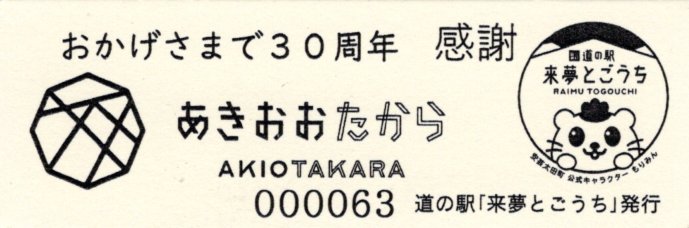 おかげさまで30周年 感謝
国道の駅
来夢とごうち
RAIMU TOGOUCHI
安芸太田町 公式キャラクター もりみん
あきおおたから
AKIOTAKARA
000063 道の駅「来夢とごうち」発行